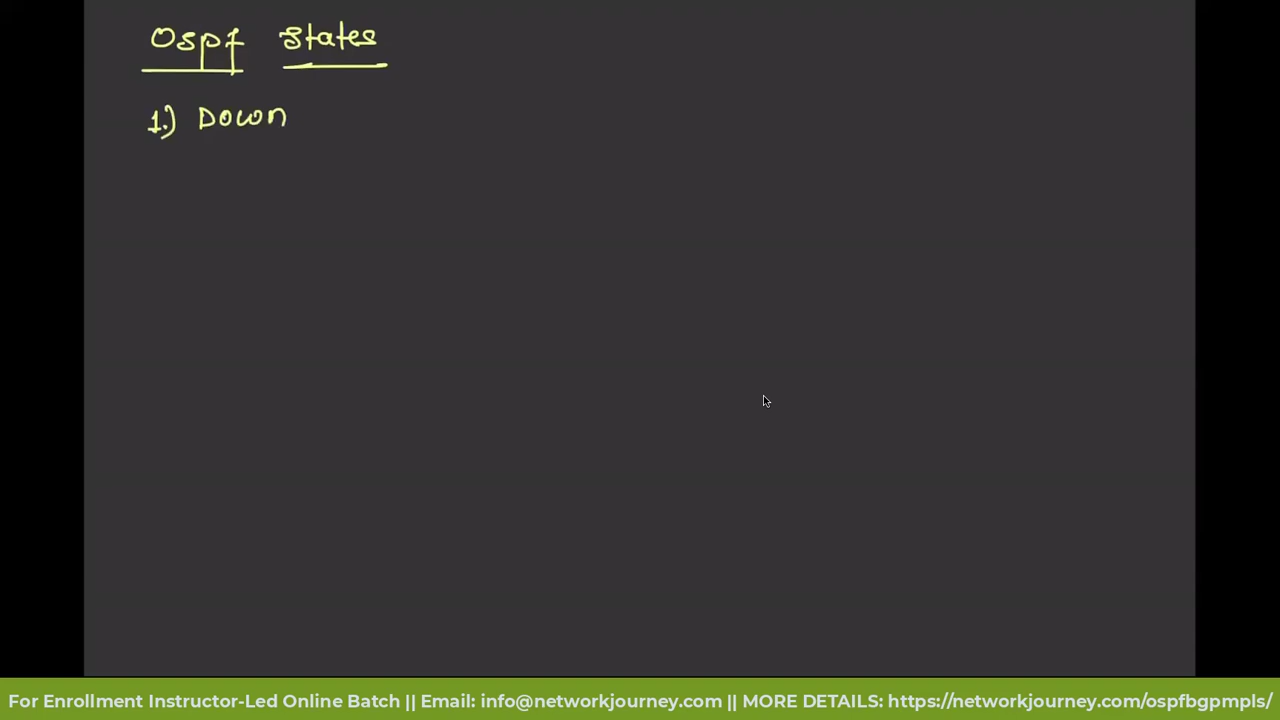 Ospf States
1.) Down
For Enrollment Instructor-Led Online Batch || Email: info@networkjourney.com || MORE DETAILS: https://networkjourney.com/ospfbgpmpls/